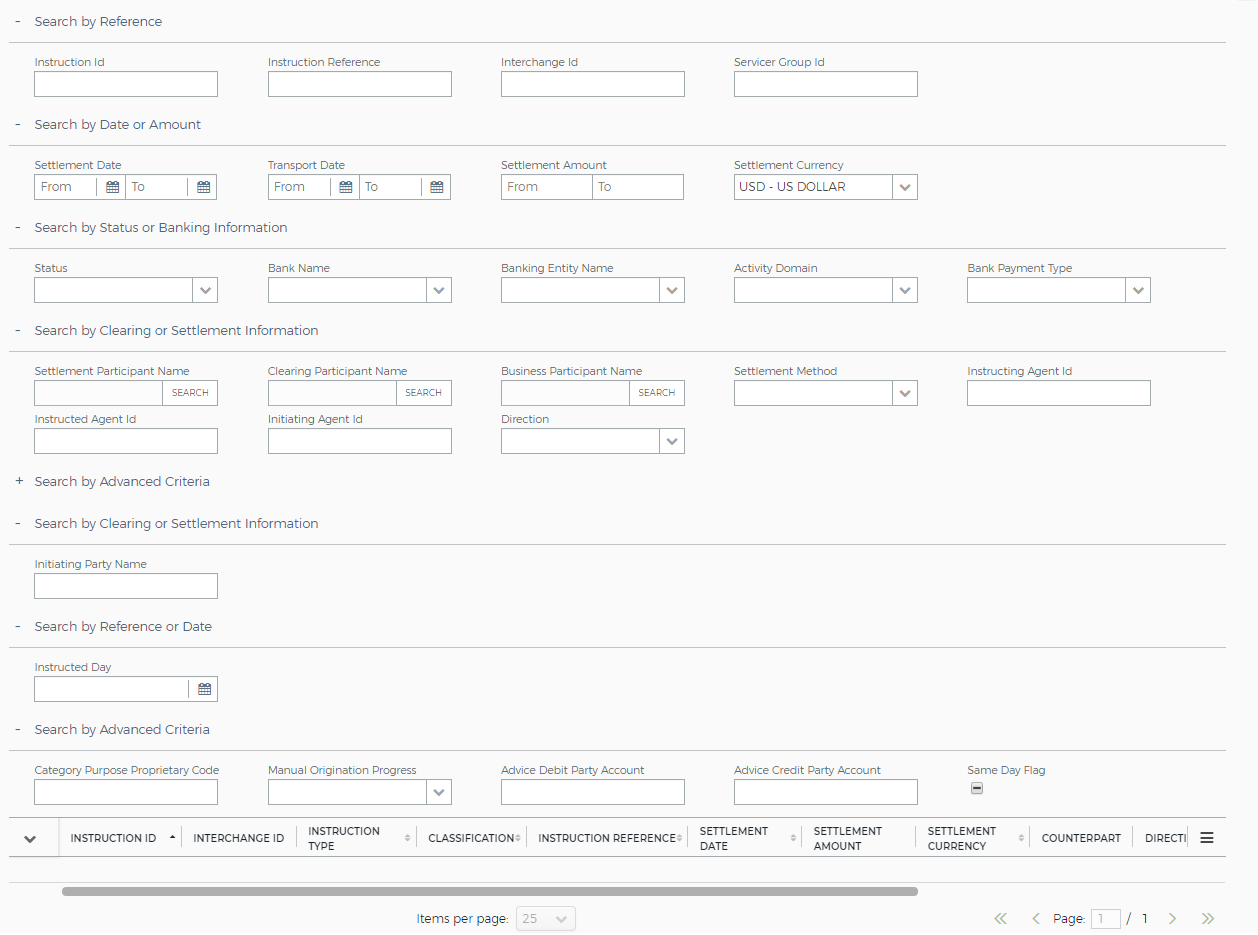 - Search by Reference
Instruction Id Instruction Reference Interchange Id Servicer Group Id
- Search by Date or Amount
Settlement Date Transport Date Settlement Amount Settlement Currency
From To From To From To USD - US DOLLAR
- Search by Status or Banking Information
Status Bank Name Banking Entity Name Activity Domain Bank Payment Type
- Search by Clearing or Settlement Information
Settlement Participant Name Clearing Participant Name Business Participant Name Settlement Method Instructing Agent Id
SEARCH SEARCH SEARCH
Instructed Agent Id Initiating Agent Id Direction
+ Search by Advanced Criteria
- Search by Clearing or Settlement Information
Initiating Party Name
- Search by Reference or Date
Instructed Day
- Search by Advanced Criteria
Category Purpose Proprietary Code Manual Origination Progress Advice Debit Party Account Advice Credit Party Account Same Day Flag
INSTRUCTION ID INTERCHANGE ID INSTRUCTION TYPE CLASSIFICATION INSTRUCTION REFERENCE SETTLEMENT DATE SETTLEMENT AMOUNT SETTLEMENT CURRENCY COUNTERPART DIRECTI
Items per page: 25 Page: 1 / 1